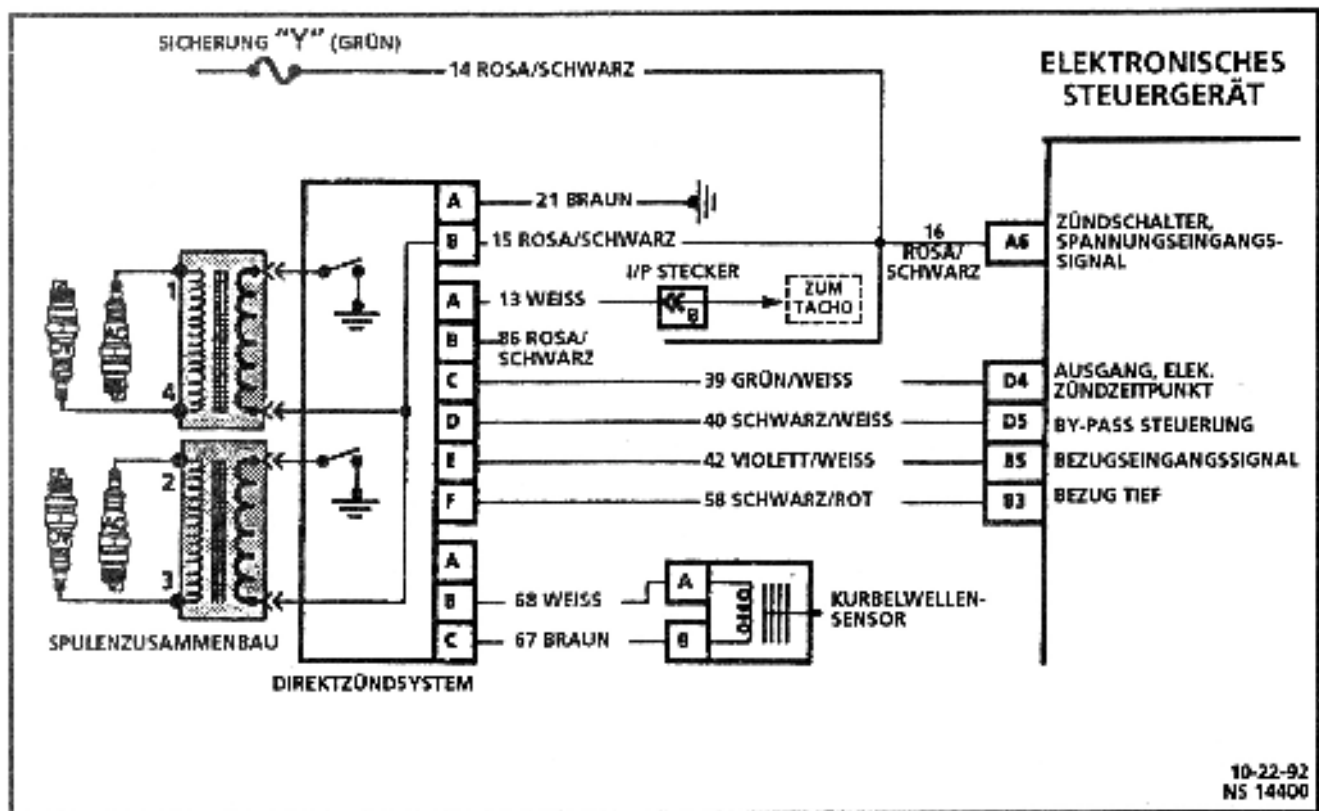 SICHERUNG "Y" (GRÜN)
14 ROSA/SCHWARZ
ELEKTRONISCHES
STEUERGERÄT
A
21 BRAUN
B
15 ROSA/SCHWARZ
16
ROSA/
SCHWARZ
A6
ZÜNDSCHALTER,
SPANNUNGSEINGANGS-
SIGNAL
I/P STECKER
A
13 WEISS
B
ZUM
TACHO
B
86 ROSA/
SCHWARZ
C
39 GRÜN/WEISS
D4
AUSGANG, ELEK.
ZÜNDZEITPUNKT
D
40 SCHWARZ/WEISS
D5
BY-PASS STEUERUNG
E
42 VIOLETT/WEISS
B5
BEZUGSEINGANGSSIGNAL
F
58 SCHWARZ/ROT
B3
BEZUG TIEF
1
4
2
3
A
B
68 WEISS
A
C
67 BRAUN
B
KURBELWELLEN-
SENSOR
SPULENZUSAMMENBAU
DIREKTZÜNDSYSTEM
10-22-92
NS 14400